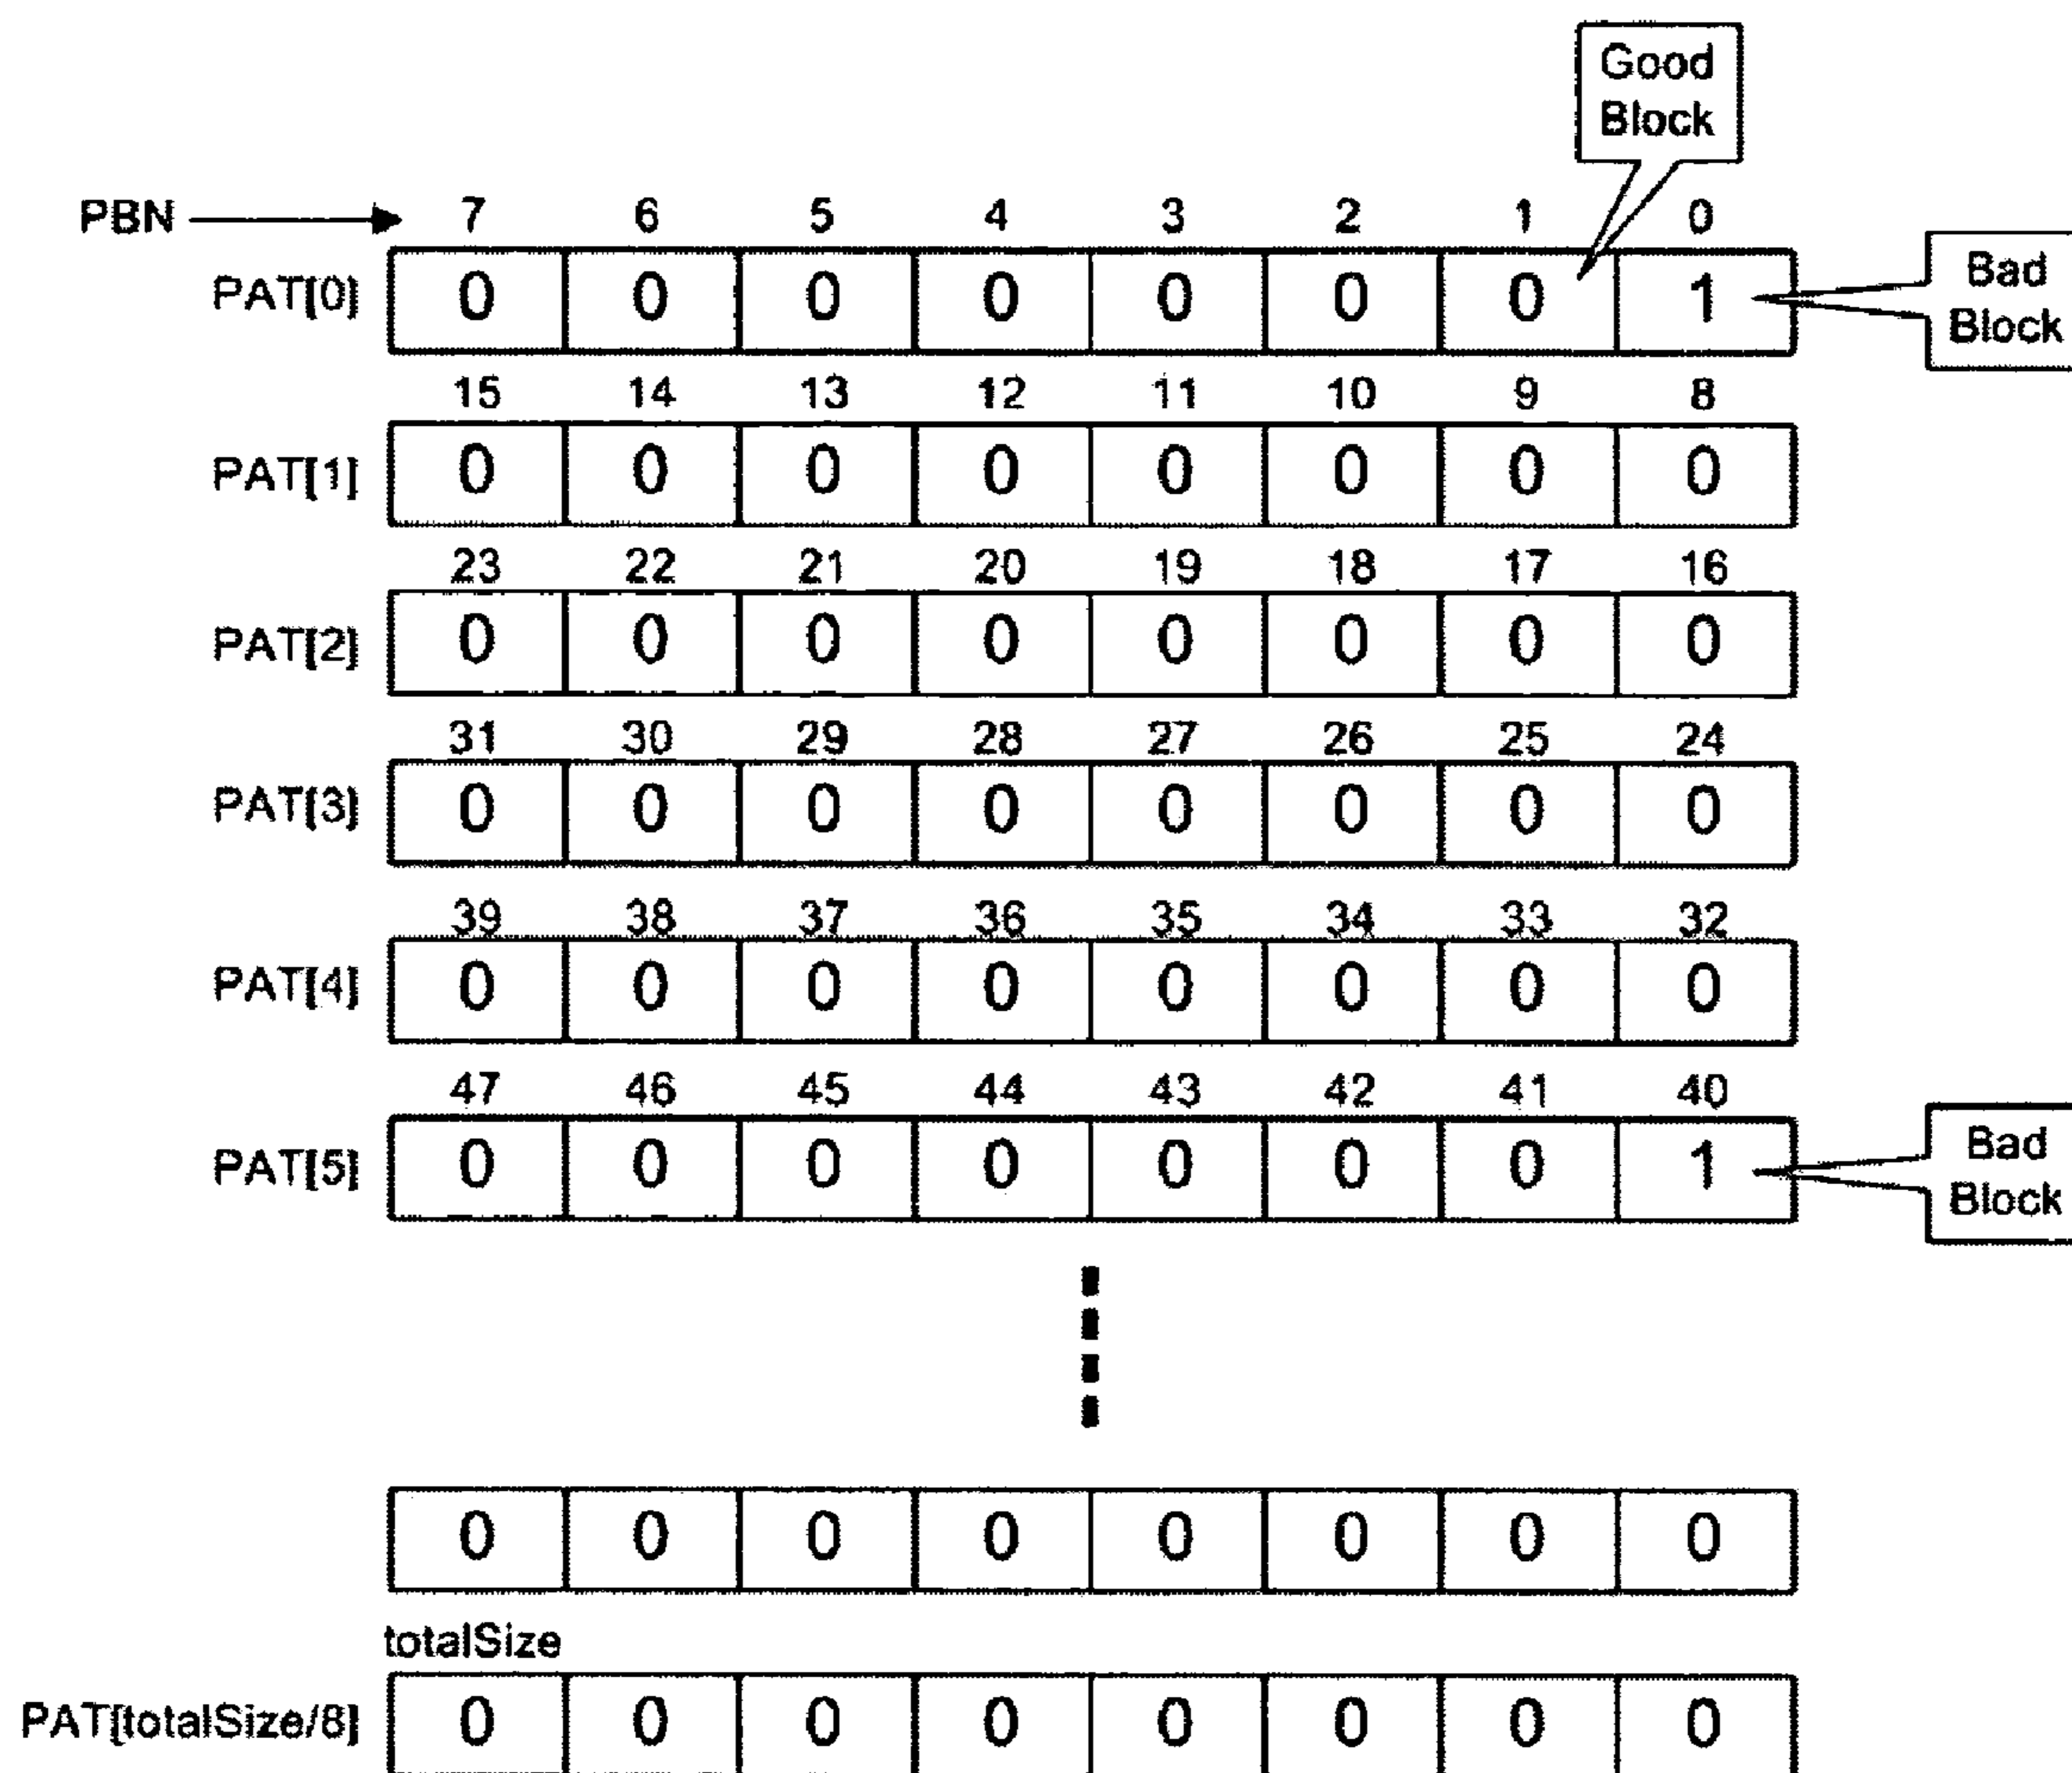 Good
Block
PBN 7 6 5 4 3 2 1 0
PAT[0] 0 0 0 0 0 0 0 1
Bad
Block
15 14 13 12 11 10 9 8
PAT[1] 0 0 0 0 0 0 0 0
23 22 21 20 19 18 17 16
PAT[2] 0 0 0 0 0 0 0 0
31 30 29 28 27 26 25 24
PAT[3] 0 0 0 0 0 0 0 0
39 38 37 36 35 34 33 32
PAT[4] 0 0 0 0 0 0 0 0
47 46 45 44 43 42 41 40
PAT[5] 0 0 0 0 0 0 0 1
Bad
Block
0 0 0 0 0 0 0 0
totalSize
PAT[totalSize/8] 0 0 0 0 0 0 0 0